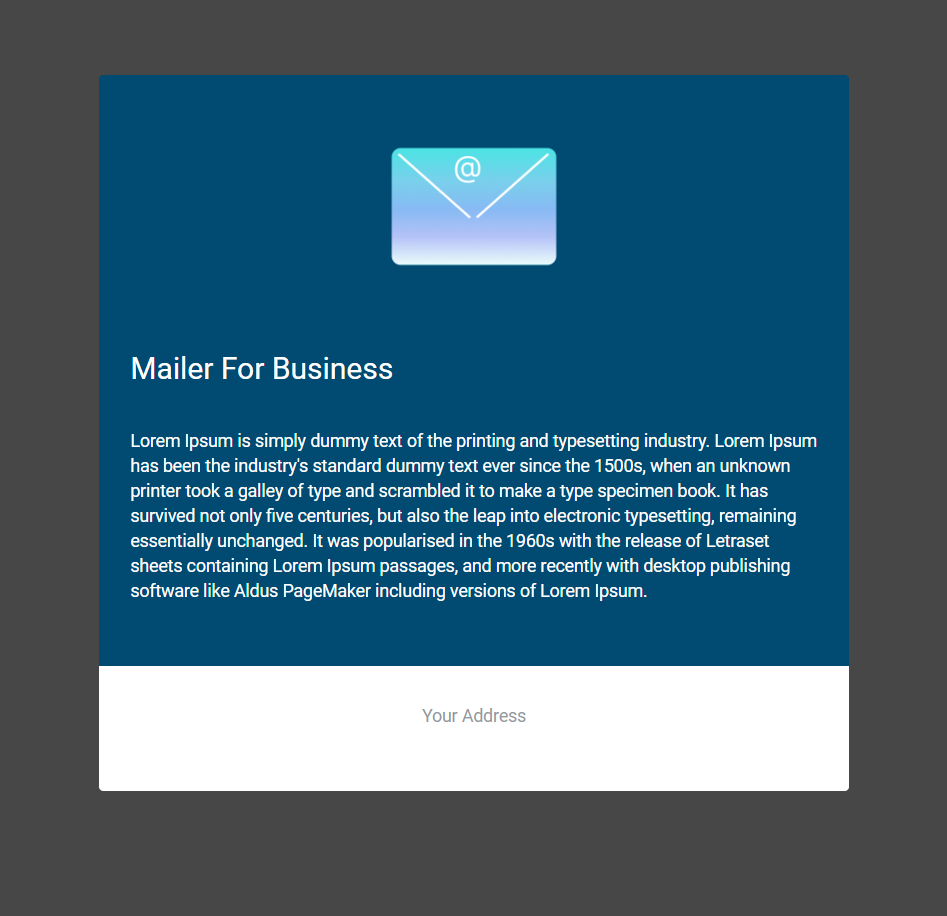 @
Mailer For Business
Lorem Ipsum is simply dummy text of the printing and typesetting industry. Lorem Ipsum
has been the industry's standard dummy text ever since the 1500s, when an unknown
printer took a galley of type and scrambled it to make a type specimen book. It has
survived not only five centuries, but also the leap into electronic typesetting, remaining
essentially unchanged. It was popularised in the 1960s with the release of Letraset
sheets containing Lorem Ipsum passages, and more recently with desktop publishing
software like Aldus PageMaker including versions of Lorem Ipsum.
Your Address